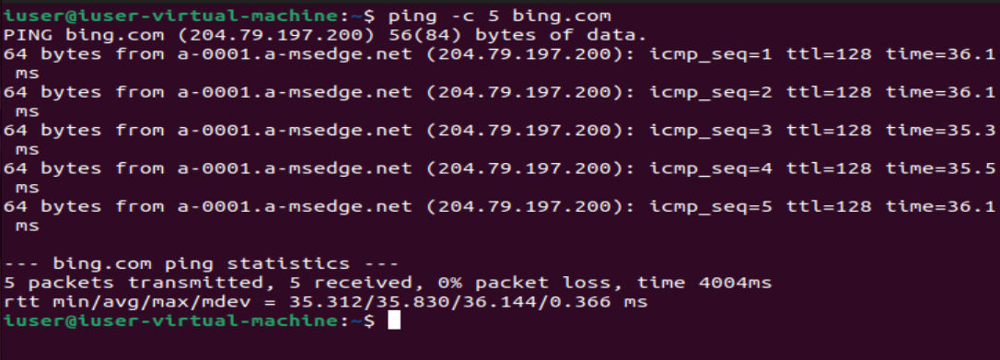 iuser@iuser-virtual-machine:~$ ping -c 5 bing.com
PING bing.com (204.79.197.200) 56(84) bytes of data.
64 bytes from a-0001.a-msedge.net (204.79.197.200): icmp_seq=1 ttl=128 time=36.1
 ms
64 bytes from a-0001.a-msedge.net (204.79.197.200): icmp_seq=2 ttl=128 time=36.1
 ms
64 bytes from a-0001.a-msedge.net (204.79.197.200): icmp_seq=3 ttl=128 time=35.3
 ms
64 bytes from a-0001.a-msedge.net (204.79.197.200): icmp_seq=4 ttl=128 time=35.5
 ms
64 bytes from a-0001.a-msedge.net (204.79.197.200): icmp_seq=5 ttl=128 time=36.1
 ms

--- bing.com ping statistics ---
5 packets transmitted, 5 received, 0% packet loss, time 4004ms
rtt min/avg/max/mdev = 35.312/35.830/36.144/0.366 ms
iuser@iuser-virtual-machine:~$